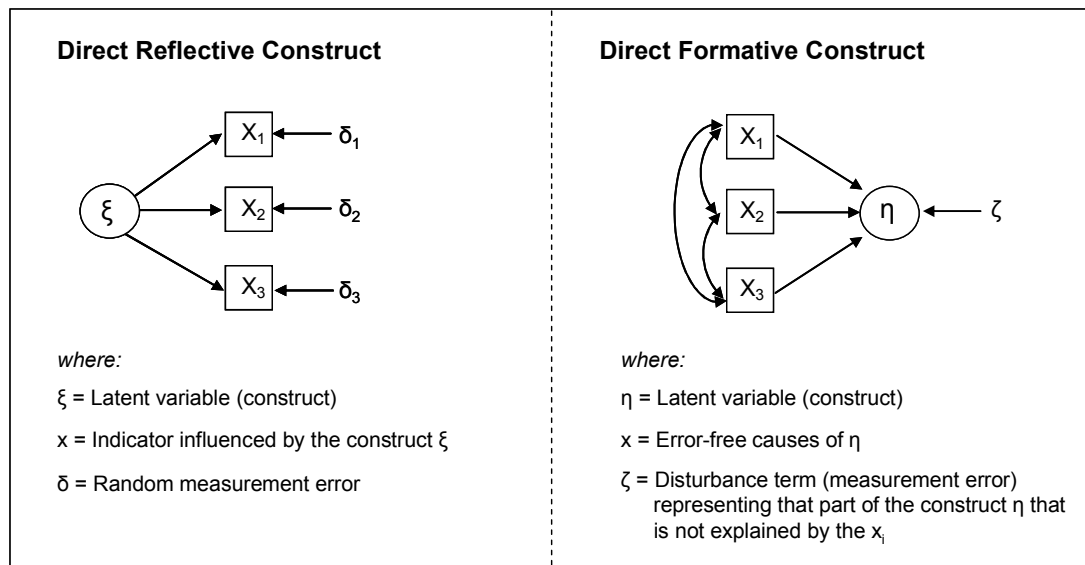 Direct Reflective Construct
X₁
δ₁
ξ
X₂
δ₂
X₃
δ₃
where:
ξ = Latent variable (construct)
x = Indicator influenced by the construct ξ
δ = Random measurement error
Direct Formative Construct
X₁
X₂
η
ζ
X₃
where:
η = Latent variable (construct)
x = Error-free causes of η
ζ = Disturbance term (measurement error)
representing that part of the construct η that
is not explained by the xᵢ